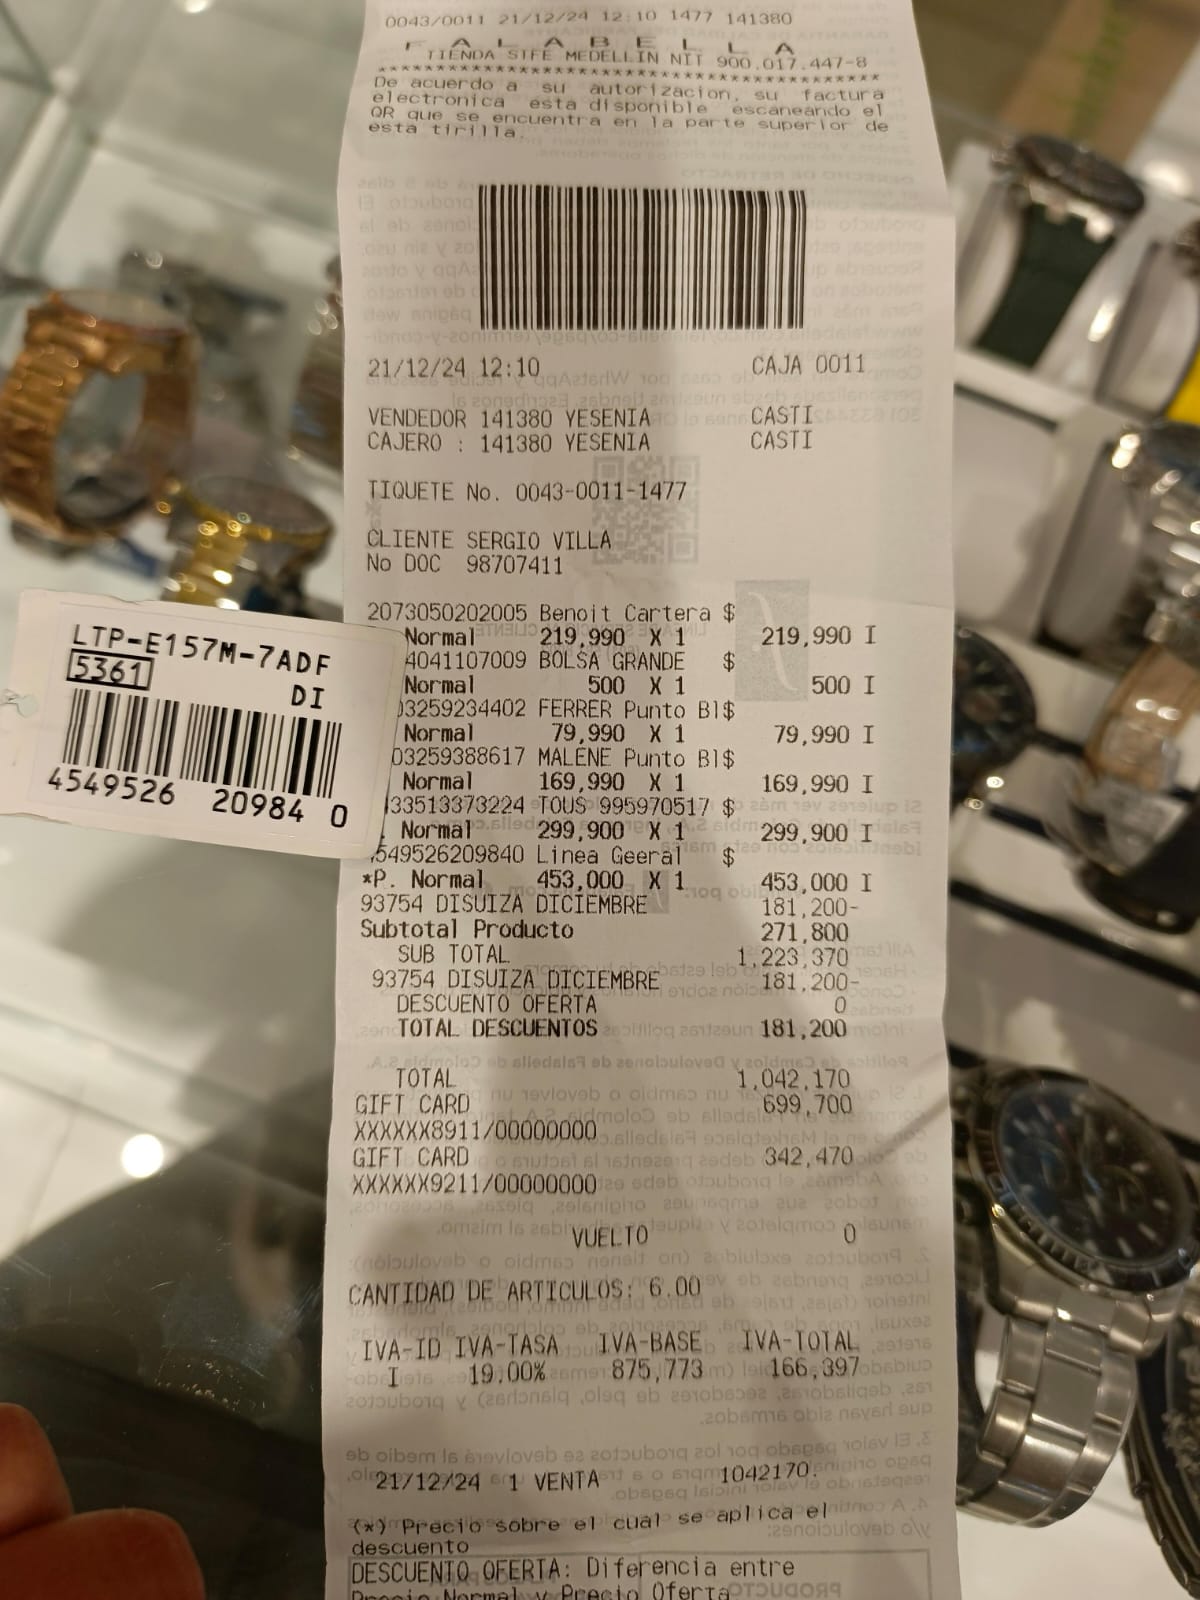 0043/0011 21/12/24 12:10 1477 141380
F A L A B E L L A
TIENDA STFE MEDELLIN NIT 900.017.447-8
********************************************
De acuerdo a su autorizacion, su factura
electronica esta disponible escaneando el
QR que se encuentra en la parte superior de
esta tirilla.
21/12/24 12:10 CAJA 0011
VENDEDOR 141380 YESENIA CASTI
CAJERO : 141380 YESENIA CASTI
TIQUETE No. 0043-0011-1477
CLIENTE SERGIO VILLA
No DOC 98707411
2073050202005 Benoit Cartera $
Normal 219,990 X 1 219,990 I
4041107009 BOLSA GRANDE $
Normal 500 X 1 500 I
03259234402 FERRER Punto Bl$
Normal 79,990 X 1 79,990 I
03259388617 MALENE Punto Bl$
Normal 169,990 X 1 169,990 I
33513373224 TOUS 995970517 $
Normal 299,900 X 1 299,900 I
4549526209840 Linea Geeral $
*P. Normal 453,000 X 1 453,000 I
93754 DISUIZA DICIEMBRE 181,200-
Subtotal Producto 271,800
SUB TOTAL 1,223,370
93754 DISUIZA DICIEMBRE 181,200-
DESCUENTO OFERTA 0
TOTAL DESCUENTOS 181,200
TOTAL 1,042,170
GIFT CARD 699,700
XXXXXX8911/00000000
GIFT CARD 342,470
XXXXXX9211/00000000
VUELTO 0
CANTIDAD DE ARTICULOS: 6.00
IVA-ID IVA-TASA IVA-BASE IVA-TOTAL
I 19.00% 875,773 166,397
21/12/24 1 VENTA 1042170.
(*) Precio sobre el cual se aplica el
descuento
DESCUENTO OFERTA: Diferencia entre
Precio Normal y Precio Oferta
LTP-E157M-7ADF
5361
DI
4549526 20984 0